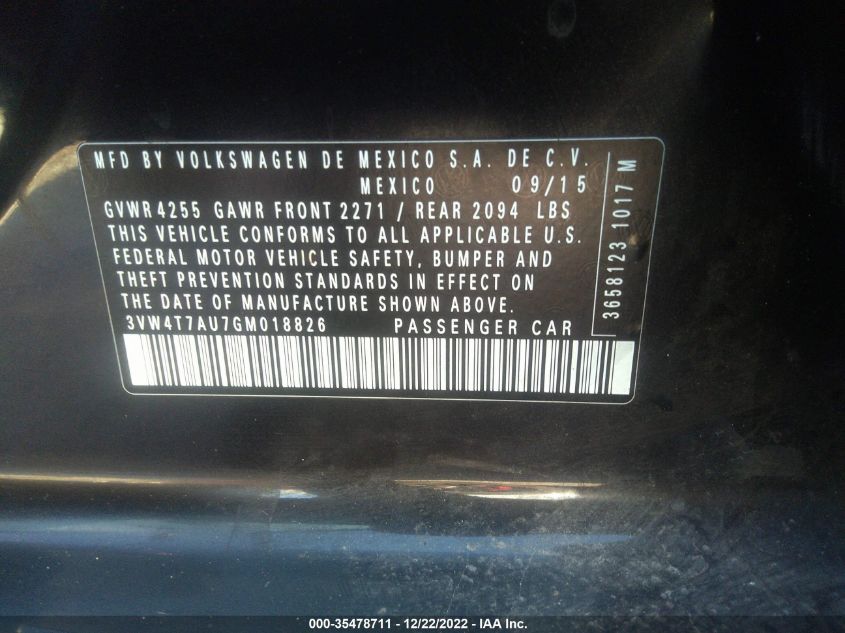 MFD BY VOLKSWAGEN DE MEXICO S.A. DE C.V.
MEXICO 09/15
GVWR 4255 GAWR FRONT 2271 / REAR 2094 LBS
THIS VEHICLE CONFORMS TO ALL APPLICABLE U.S.
FEDERAL MOTOR VEHICLE SAFETY, BUMPER AND
THEFT PREVENTION STANDARDS IN EFFECT ON
THE DATE OF MANUFACTURE SHOWN ABOVE.
3VW4T7AU7GM018826 PASSENGER CAR
3658123 1017 M
000-35478711 - 12/22/2022 - IAA Inc.